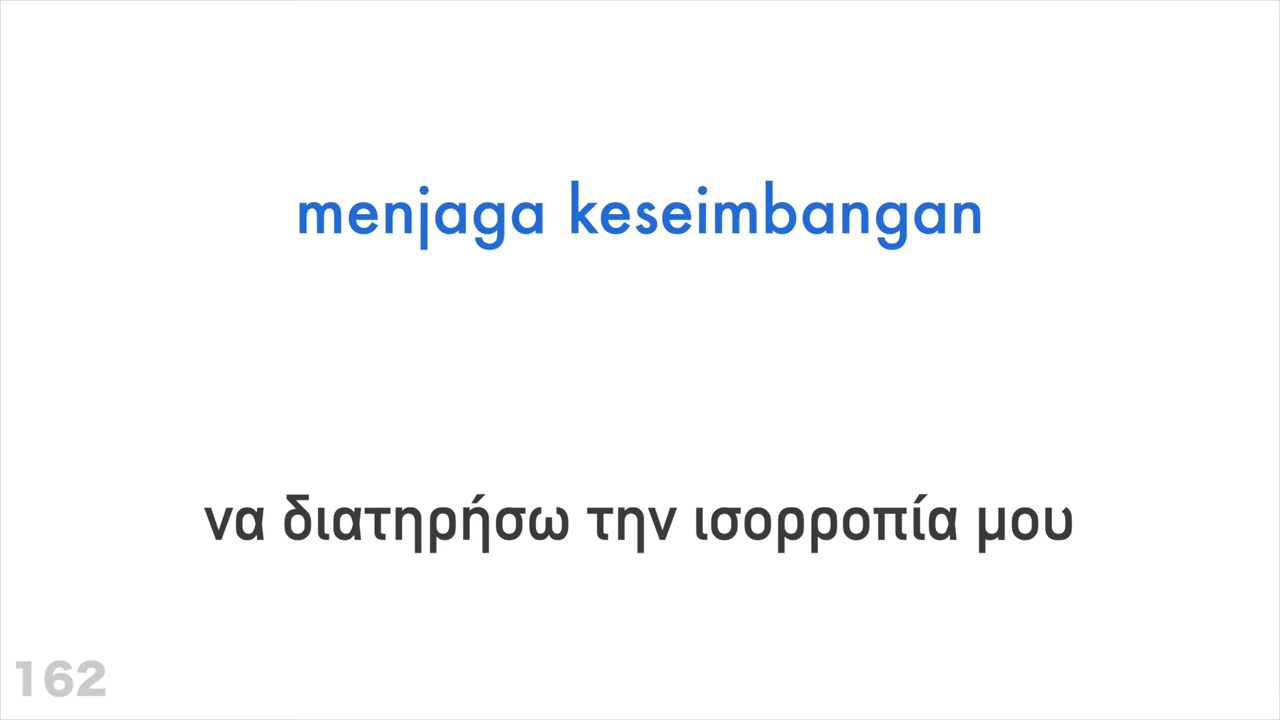 menjaga keseimbangan
να διατηρήσω την ισορροπία μου
162